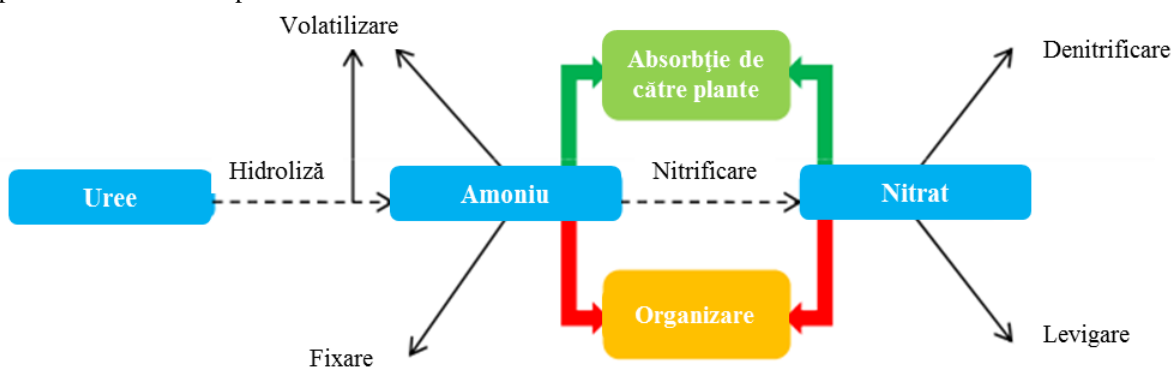 Volatilizare
Absorbţie de
către plante
Denitrificare
Hidroliză
Nitrificare
Uree
Amoniu
Nitrat
Organizare
Fixare
Levigare